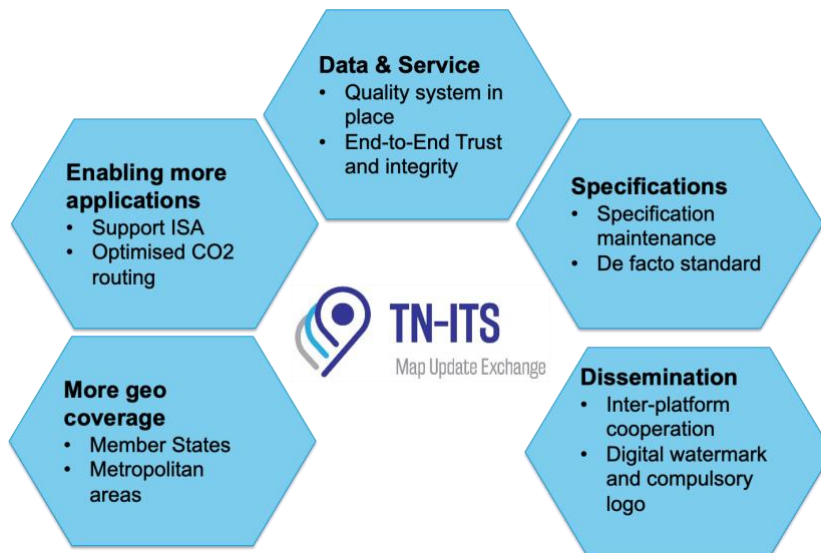 Data & Service
• Quality system in
place
• End-to-End Trust
and integrity
Enabling more
applications
• Support ISA
• Optimised CO2
routing
Specifications
• Specification
maintenance
• De facto standard
TN-ITS
Map Update Exchange
More geo
coverage
• Member States
• Metropolitan
areas
Dissemination
• Inter-platform
cooperation
• Digital watermark
and compulsory
logo